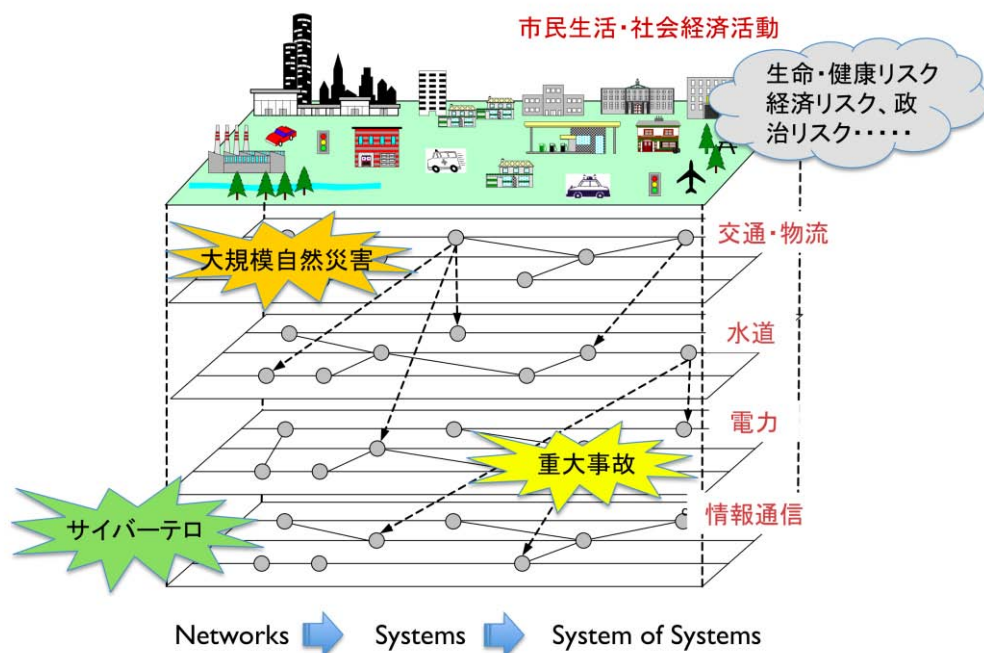 市民生活・社会経済活動
生命・健康リスク
経済リスク、政
治リスク・・・・・
交通・物流
大規模自然災害
水道
電力
重大事故
情報通信
サイバーテロ
Networks Systems System of Systems